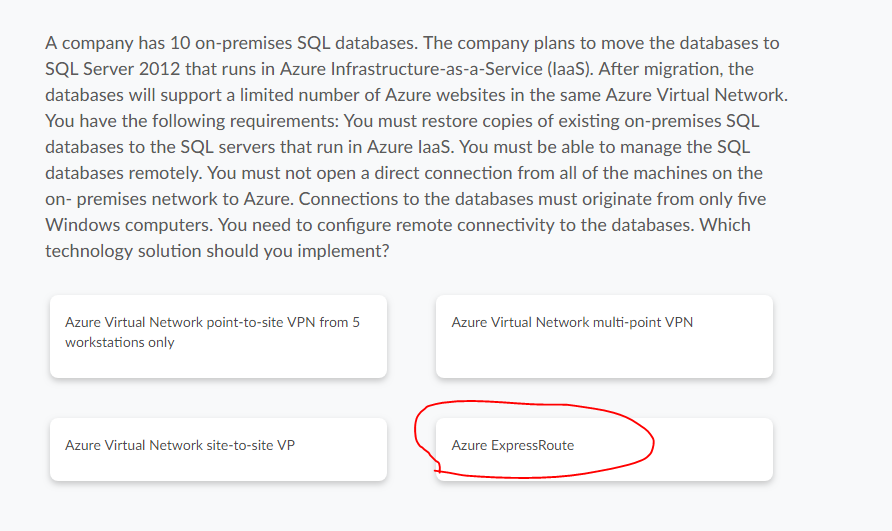 A company has 10 on-premises SQL databases. The company plans to move the databases to
SQL Server 2012 that runs in Azure Infrastructure-as-a-Service (IaaS). After migration, the
databases will support a limited number of Azure websites in the same Azure Virtual Network.
You have the following requirements: You must restore copies of existing on-premises SQL
databases to the SQL servers that run in Azure IaaS. You must be able to manage the SQL
databases remotely. You must not open a direct connection from all of the machines on the
on- premises network to Azure. Connections to the databases must originate from only five
Windows computers. You need to configure remote connectivity to the databases. Which
technology solution should you implement?
Azure Virtual Network point-to-site VPN from 5
workstations only
Azure Virtual Network multi-point VPN
Azure Virtual Network site-to-site VP
Azure ExpressRoute